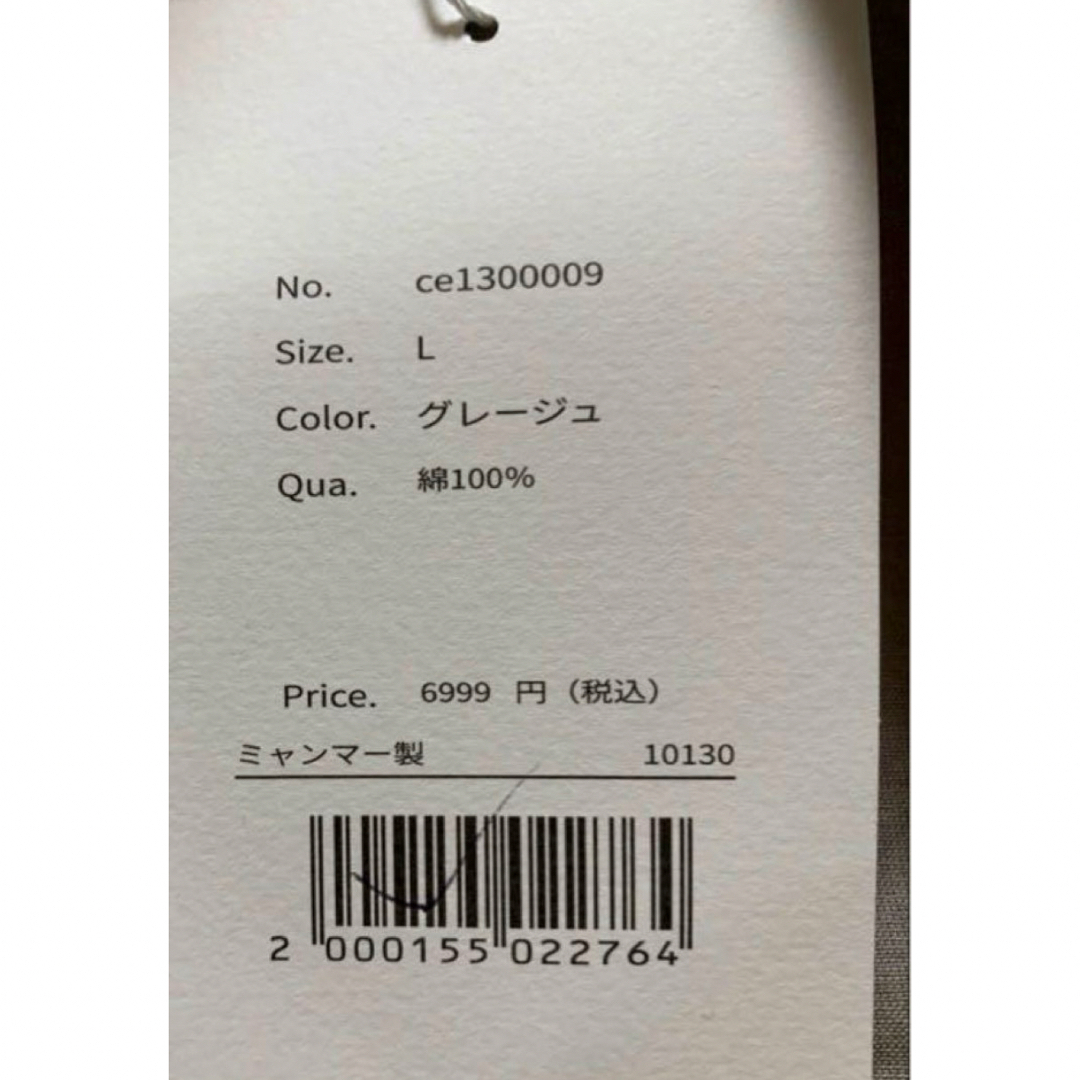 No. ce1300009
Size. L
Color. グレージュ
Qua. 綿100%
Price. 6999 円（税込）
ミャンマー製 10130
2 000155 022764